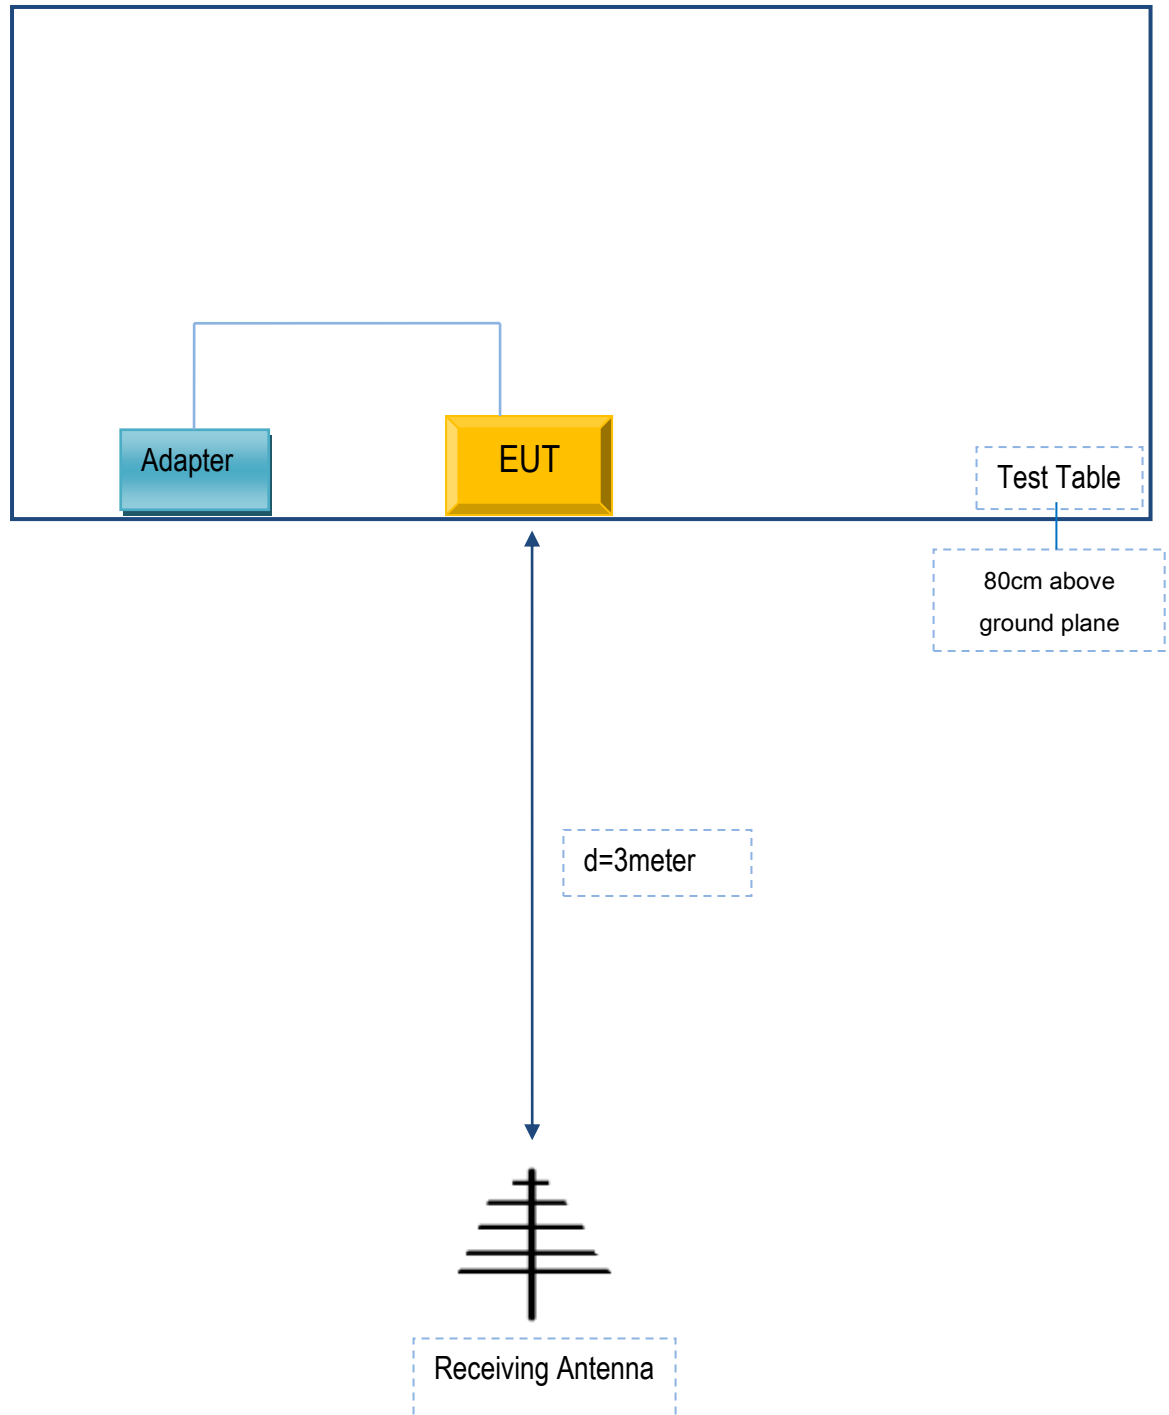 Adapter
EUT
Test Table
80cm above
ground plane
d=3meter
Receiving Antenna